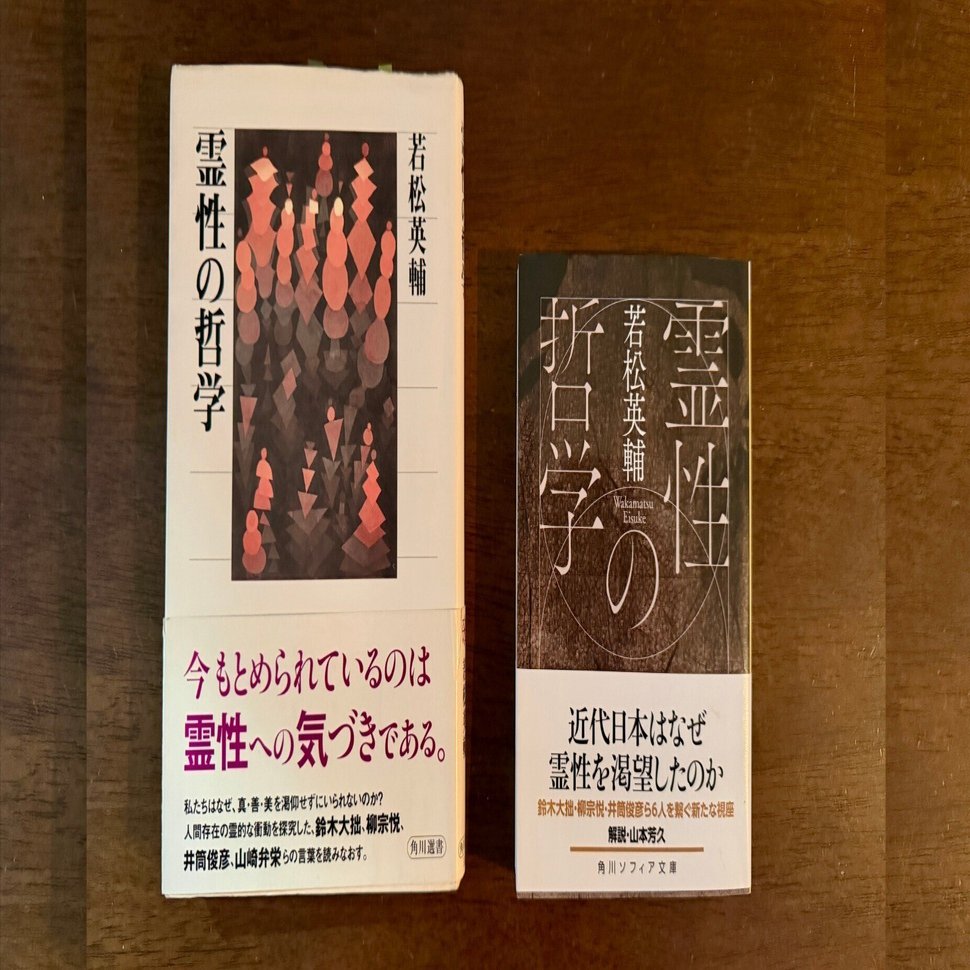 霊性の哲学
若松英輔
今もとめられているのは
霊性への気づきである。
私たちはなぜ、真・善・美を渇仰せずにいられないのか?
人間存在の霊的な衝動を探究した、鈴木大拙、柳宗悦、
井筒俊彦、山崎弁栄らの言葉を読みなおす。
角川選書
霊性の
哲学
若松英輔
Wakamatsu
Eisuke
近代日本はなぜ
霊性を渇望したのか
鈴木大拙・柳宗悦・井筒俊彦ら6人を繋ぐ新たな視座
解説・山本芳久
角川ソフィア文庫